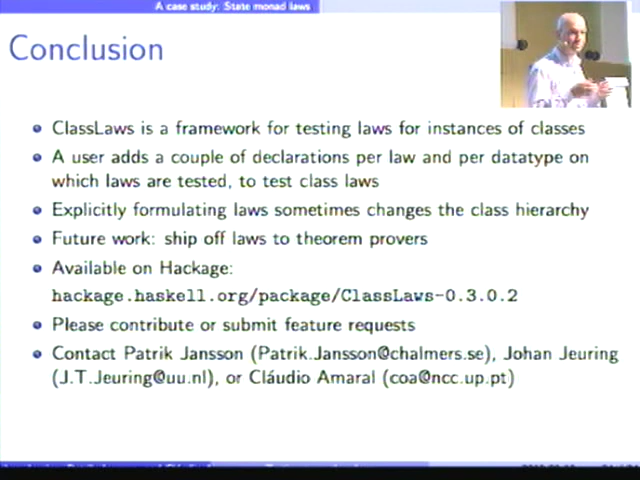 A case study: State monad laws
Conclusion
ClassLaws is a framework for testing laws for instances of classes
A user adds a couple of declarations per law and per datatype on
which laws are tested, to test class laws
Explicitly formulating laws sometimes changes the class hierarchy
Future work: ship off laws to theorem provers
Available on Hackage:
hackage.haskell.org/package/ClassLaws-0.3.0.2
Please contribute or submit feature requests
Contact Patrik Jansson (Patrik.Jansson@chalmers.se), Johan Jeuring
(J.T.Jeuring@uu.nl), or Cláudio Amaral (coa@ncc.up.pt)